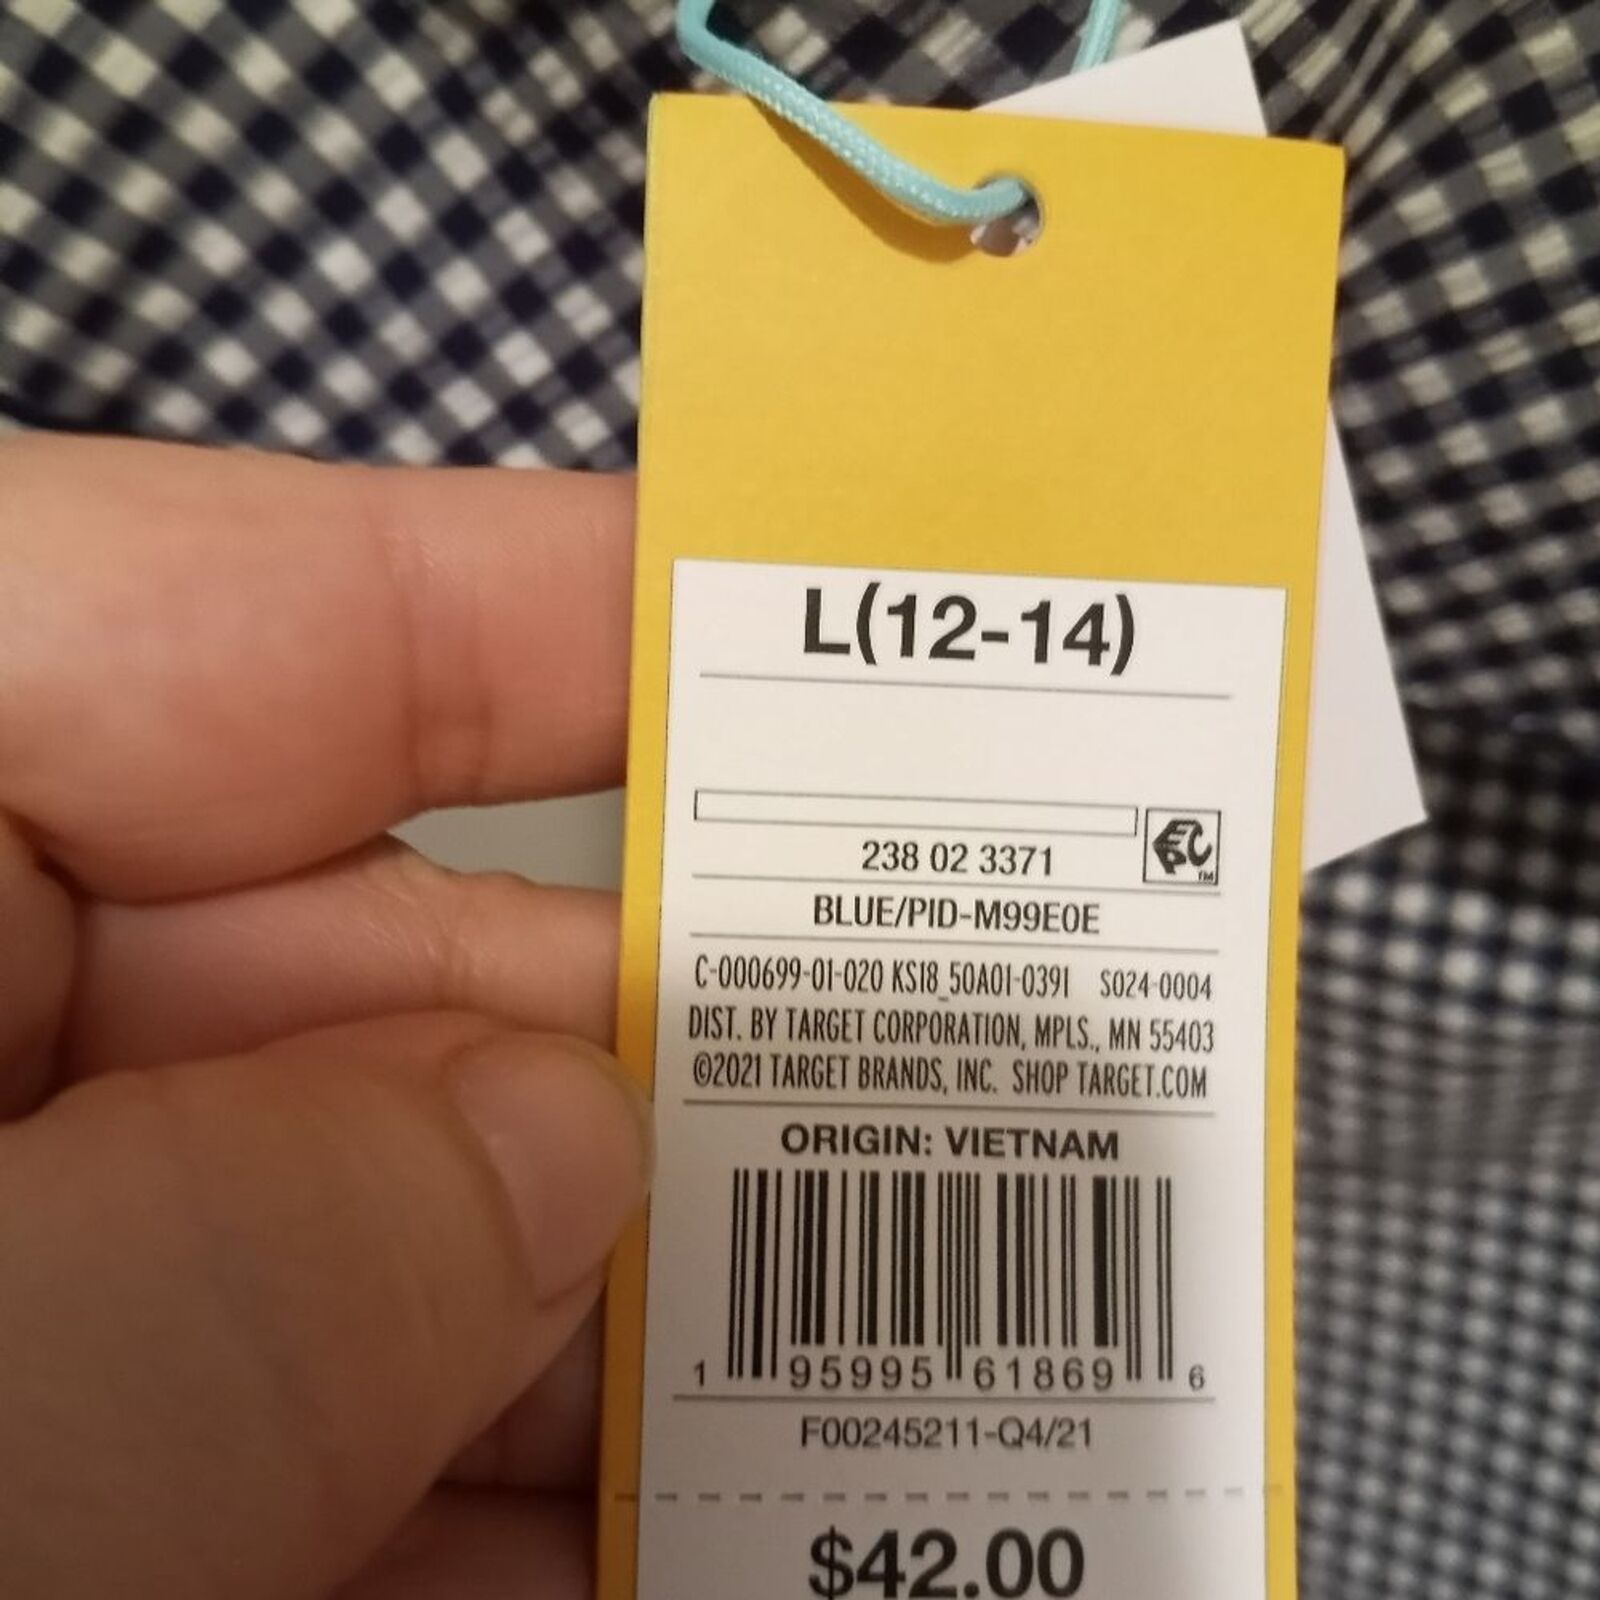 L(12-14)
238 02 3371
EPC
TM
BLUE/PID-M99E0E
C-000699-01-020 KS18_50A01-0391 S024-0004
DIST. BY TARGET CORPORATION, MPLS., MN 55403
©2021 TARGET BRANDS, INC. SHOP TARGET.COM
ORIGIN: VIETNAM
1 95995 61869 6
F00245211-Q4/21
$42.00